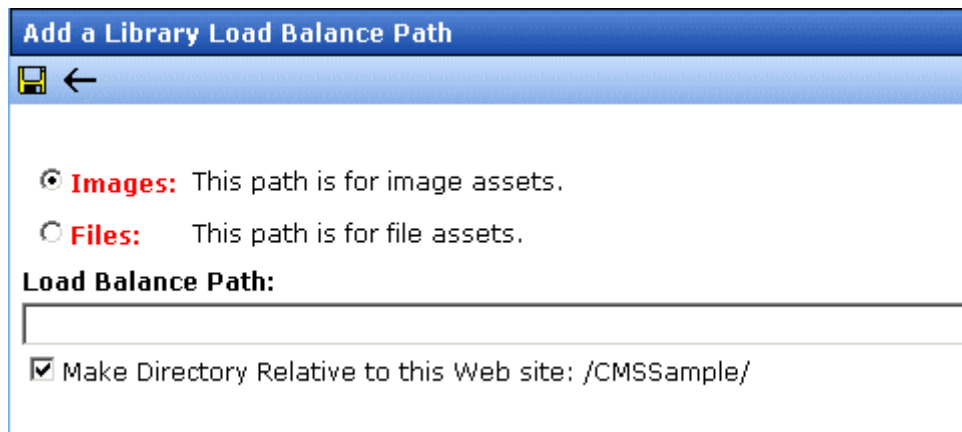 Add a Library Load Balance Path
Images: This path is for image assets.
Files: This path is for file assets.
Load Balance Path:
Make Directory Relative to this Web site: /CMSSample/